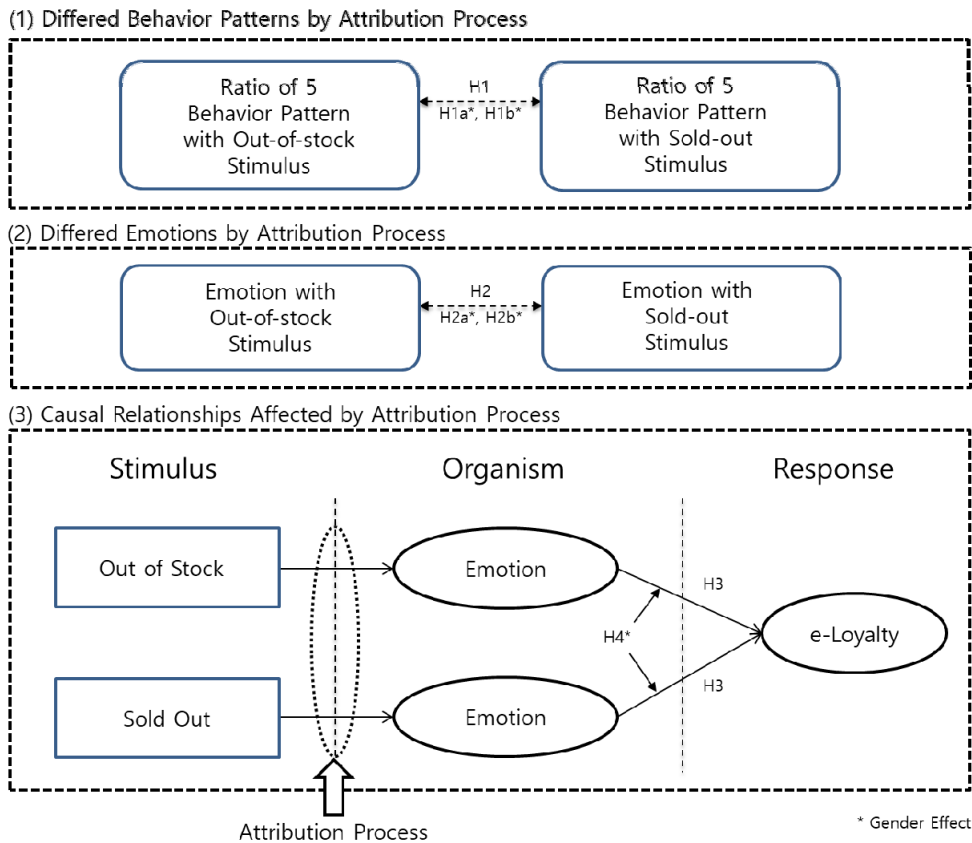 (1) Differed Behavior Patterns by Attribution Process
Ratio of 5
Behavior Pattern
with Out-of-stock
Stimulus
H1
H1a*, H1b*
Ratio of 5
Behavior Pattern
with Sold-out
Stimulus
(2) Differed Emotions by Attribution Process
Emotion with
Out-of-stock
Stimulus
H2
H2a*, H2b*
Emotion with
Sold-out
Stimulus
(3) Causal Relationships Affected by Attribution Process
Stimulus
Organism
Response
Out of Stock
Emotion
H3
H4*
e-Loyalty
Sold Out
Emotion
H3
Attribution Process
* Gender Effect